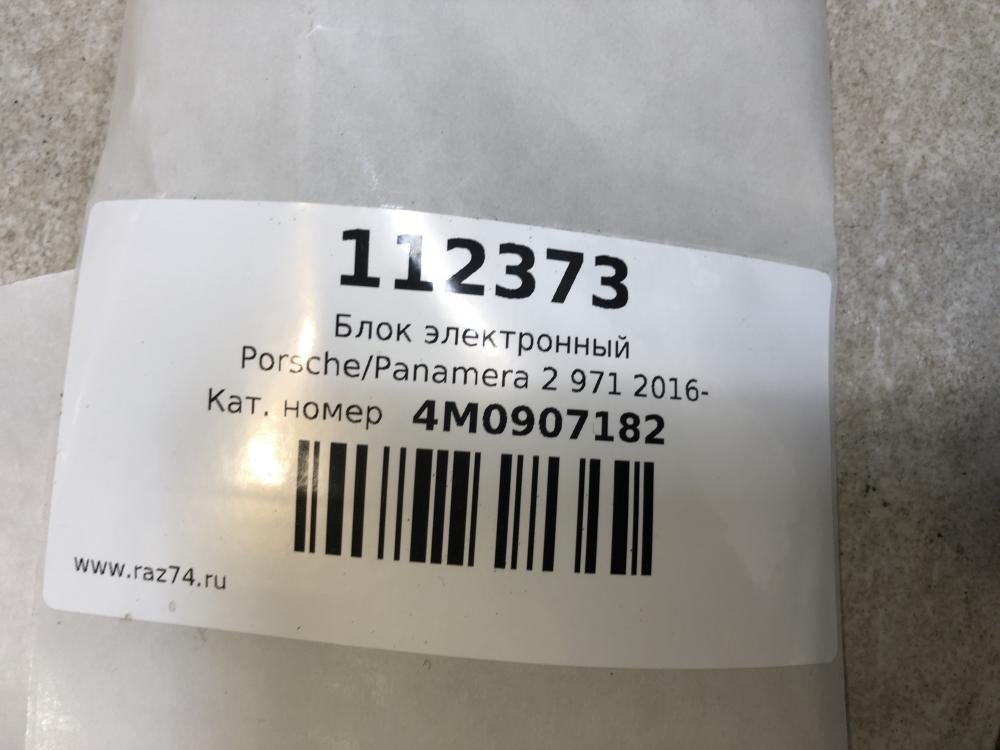 112373
Блок электронный
Porsche/Panamera 2 971 2016-
Кат. номер 4M0907182
www.raz74.ru